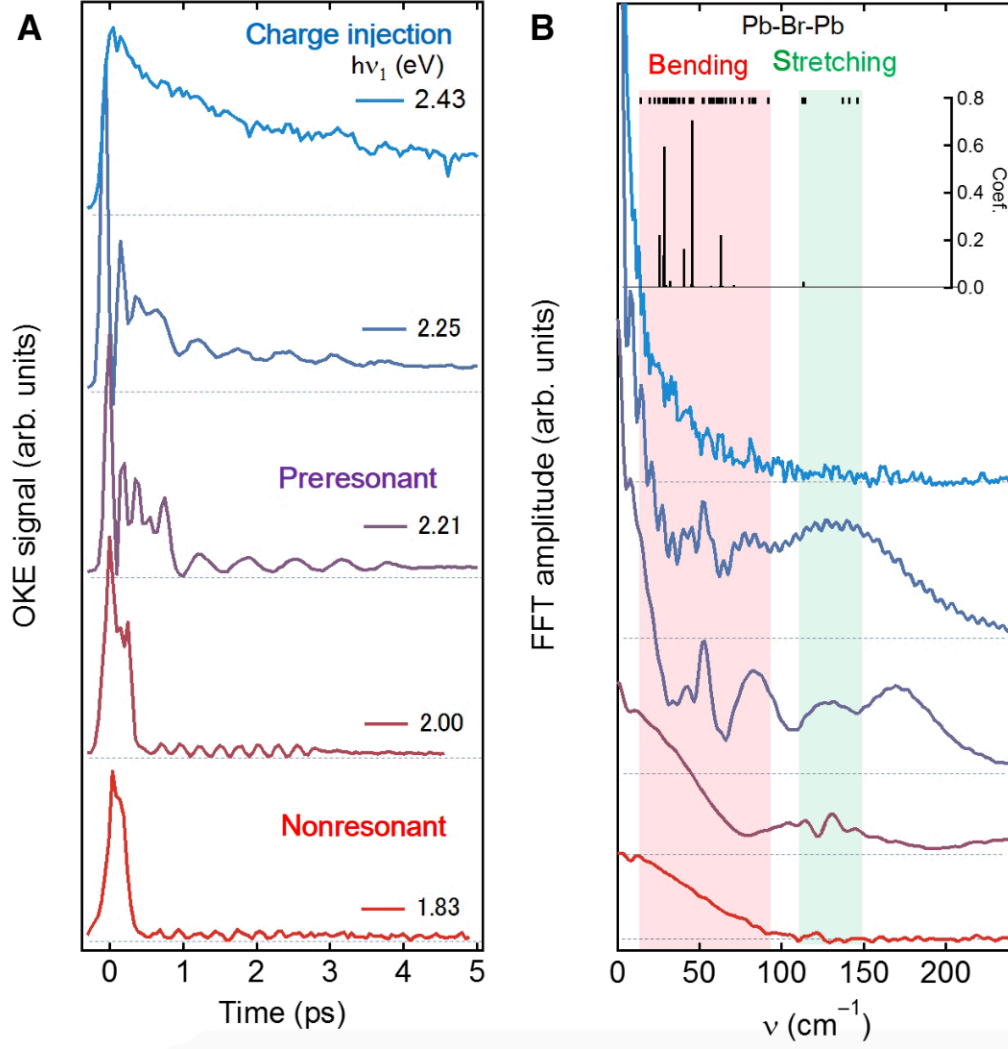 A
Charge injection
hν₁ (eV)
2.43
2.25
Preresonant
2.21
2.00
Nonresonant
1.83
OKE signal (arb. units)
0 1 2 3 4 5
Time (ps)
B
Pb-Br-Pb
Bending Stretching
0.8
0.6
0.4
0.2
0.0
Coef.
FFT amplitude (arb. units)
0 50 100 150 200
ν (cm⁻¹)